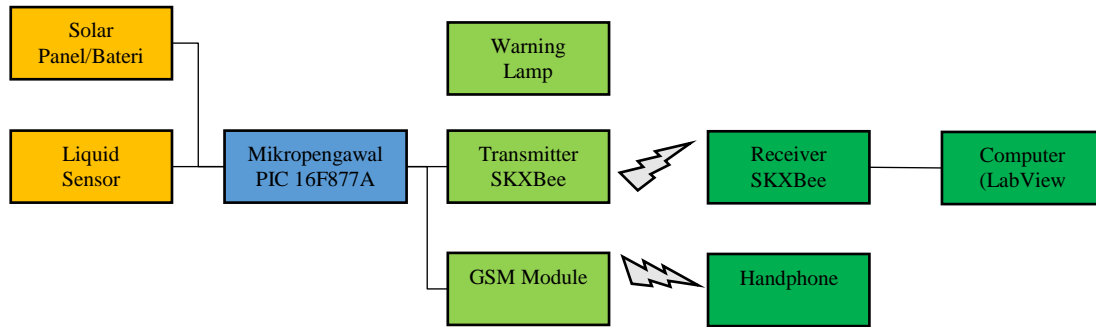 Solar
Panel/Bateri
Warning
Lamp
Liquid
Sensor
Mikropengawal
PIC 16F877A
Transmitter
SKXBee
Receiver
SKXBee
Computer
(LabView
GSM Module
Handphone